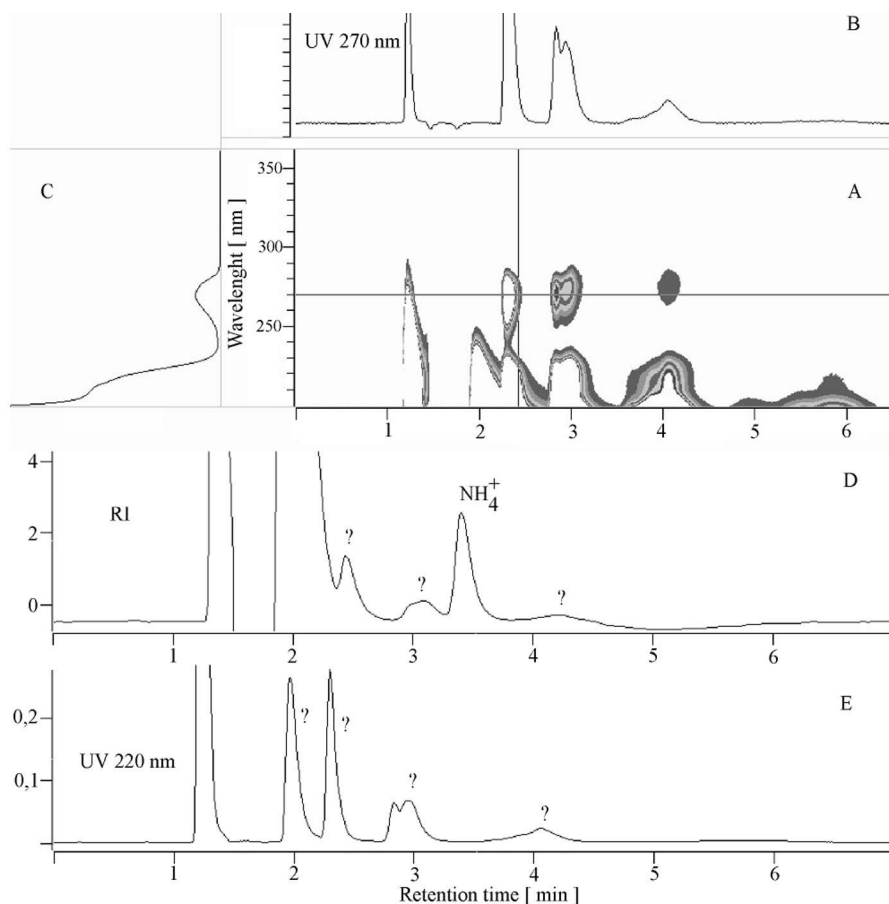 UV 270 nm
B
C
Wavelenght [ nm ]
350
300
250
A
1 2 3 4 5 6
4
2
0
RI
?
?
NH4+
?
D
1 2 3 4 5 6
0,2
0,1
UV 220 nm
?
?
?
?
E
1 2 3 4 5 6
Retention time [ min ]